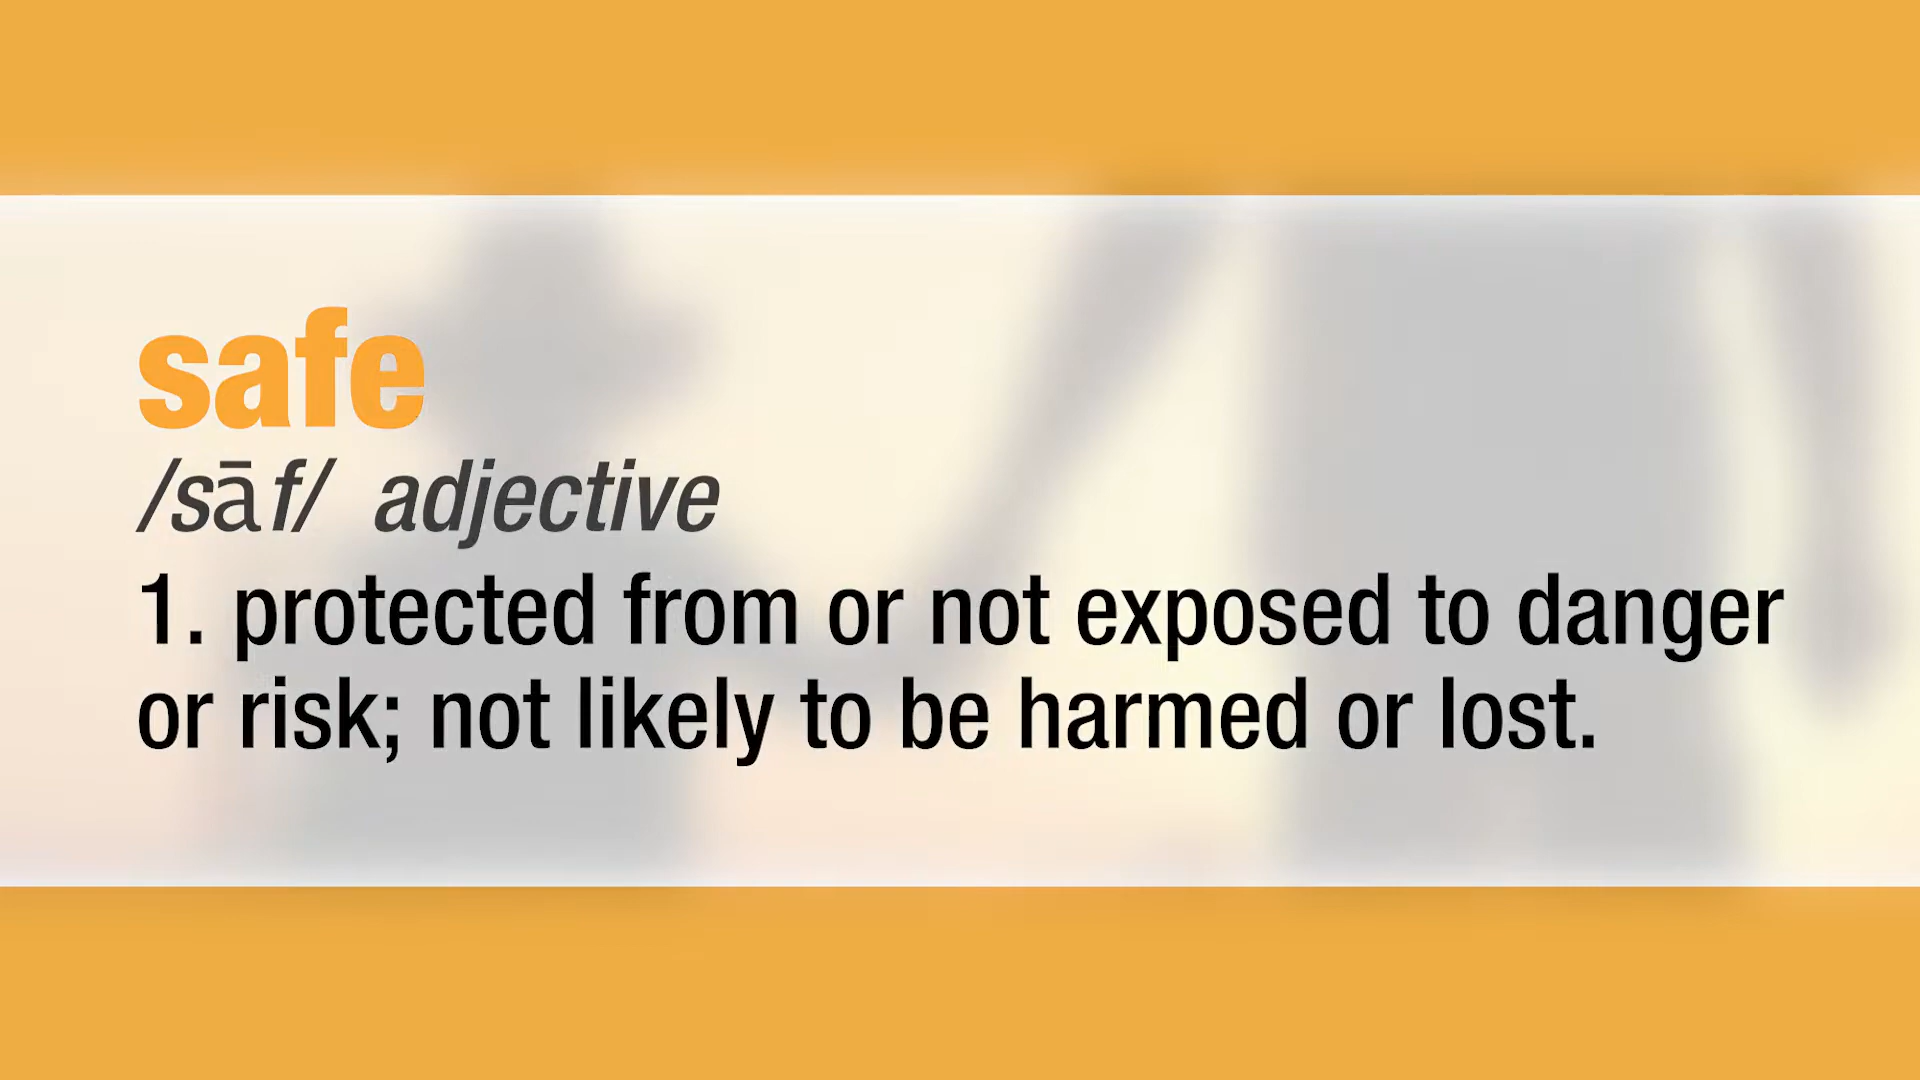 safe
/sāf/ adjective
1. protected from or not exposed to danger
or risk; not likely to be harmed or lost.